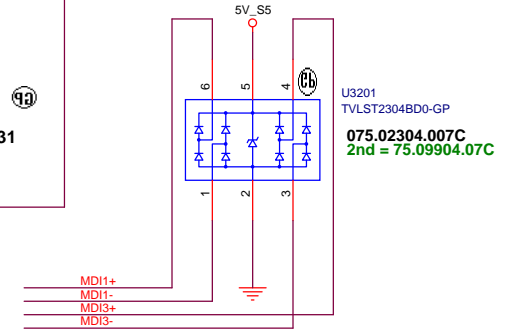 5V_S5
6
5
4
U3201
TVLST2304BD0-GP
31
075.02304.007C
2nd = 75.09904.07C
1
2
3
MDI1+
MDI1-
MDI3+
MDI3-